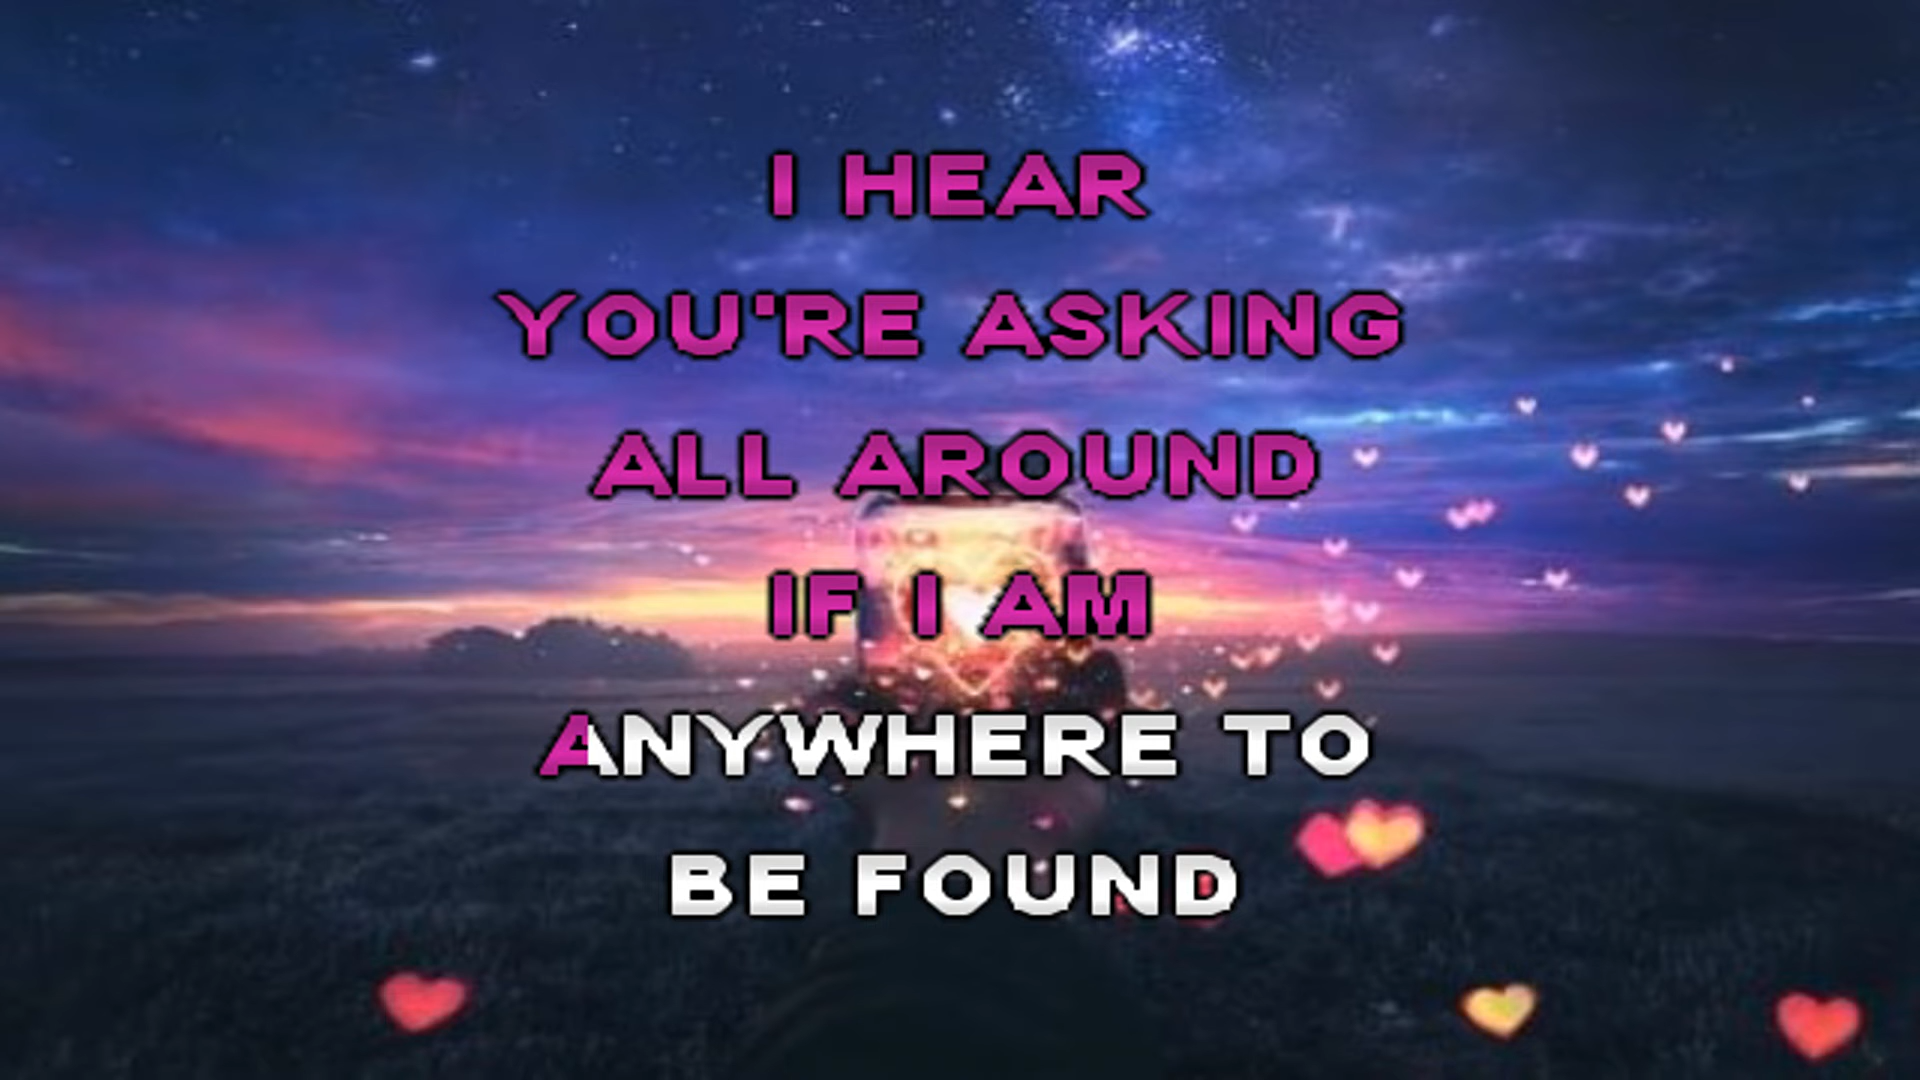 I HEAR
YOU'RE ASKING
ALL AROUND
IF I AM
ANYWHERE TO
BE FOUND